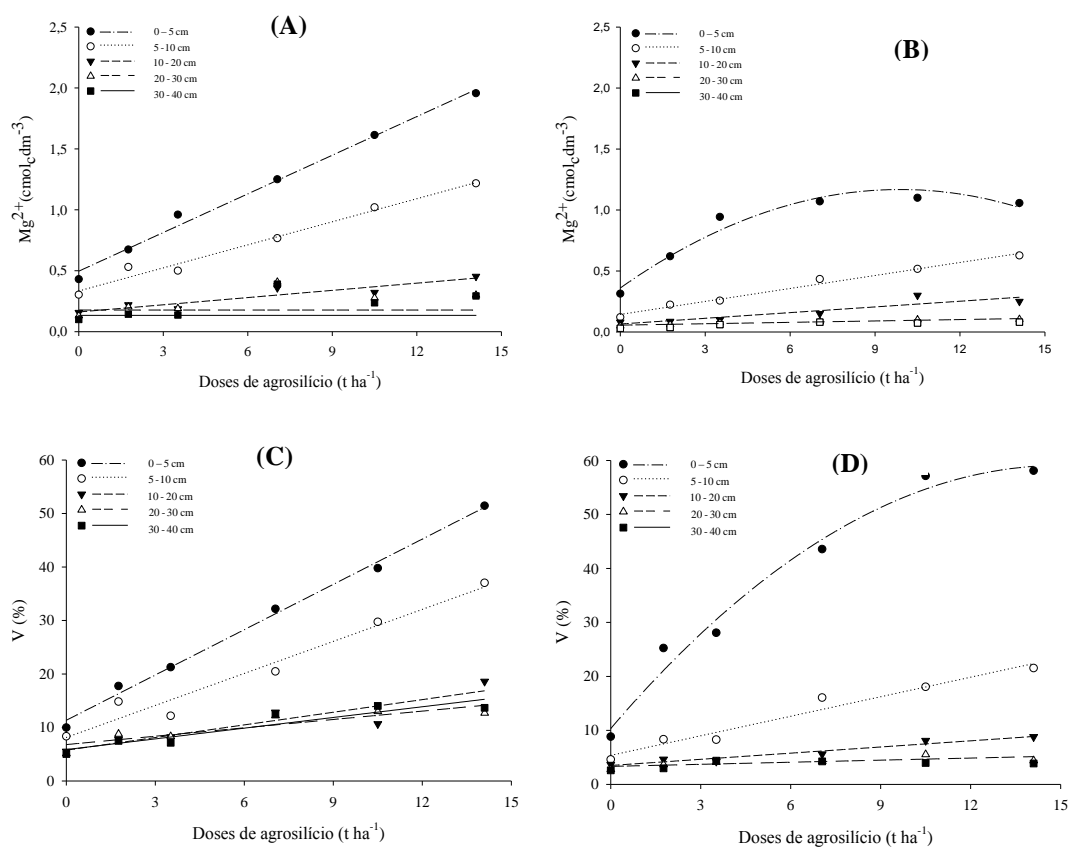 (A)
2,5
2,0
1,5
1,0
0,5
0,0
Mg2+(cmolcdm-3)
0 – 5 cm
5 -10 cm
10 - 20 cm
20 - 30 cm
30 - 40 cm
0 3 6 9 12 15
Doses de agrosilício (t ha-1)
(B)
2,5
2,0
1,5
1,0
0,5
0,0
Mg2+(cmolcdm-3)
0 – 5 cm
5 -10 cm
10 - 20 cm
20 - 30 cm
30 - 40 cm
0 3 6 9 12 15
Doses de agrosilício (t ha-1)
(C)
60
50
40
30
20
10
0
V (%)
0 – 5 cm
5 -10 cm
10 - 20 cm
20 - 30 cm
30 - 40 cm
0 3 6 9 12 15
Doses de agrosilício (t ha-1)
(D)
60
50
40
30
20
10
0
V (%)
0 – 5 cm
5 -10 cm
10 - 20 cm
20 - 30 cm
30 - 40 cm
0 3 6 9 12 15
Doses de agrosilício (t ha-1)